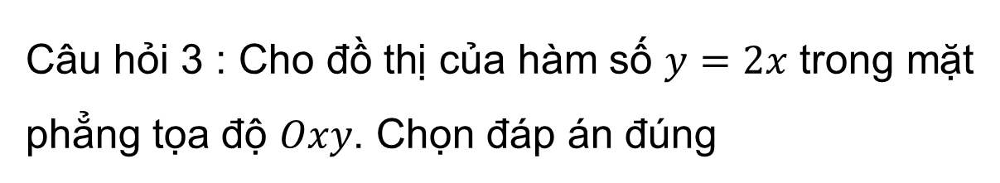 Câu hỏi 3 : Cho đồ thị của hàm số y = 2x trong mặt
phẳng tọa độ Oxy. Chọn đáp án đúng